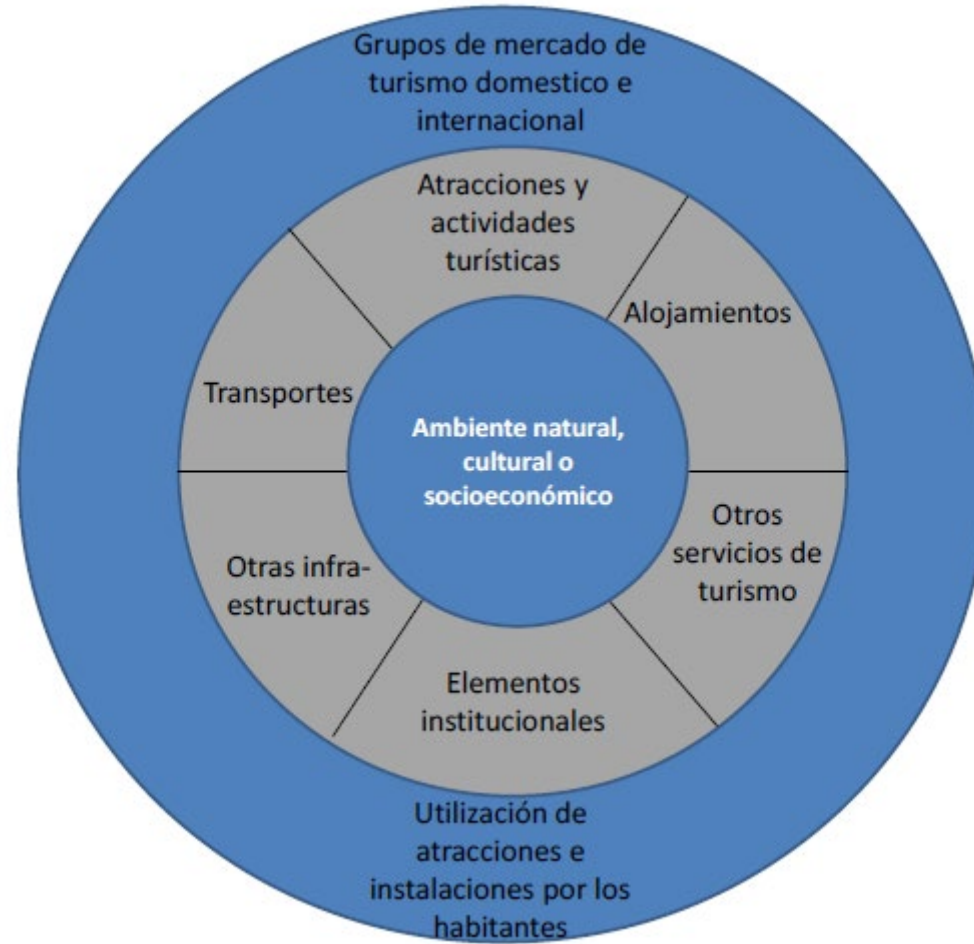 Grupos de mercado de
turismo domestico e
internacional
Atracciones y
actividades
turísticas
Alojamientos
Transportes
Ambiente natural,
cultural o
socioeconómico
Otros
servicios de
turismo
Otras infra-
estructuras
Elementos
institucionales
Utilización de
atracciones e
instalaciones por los
habitantes